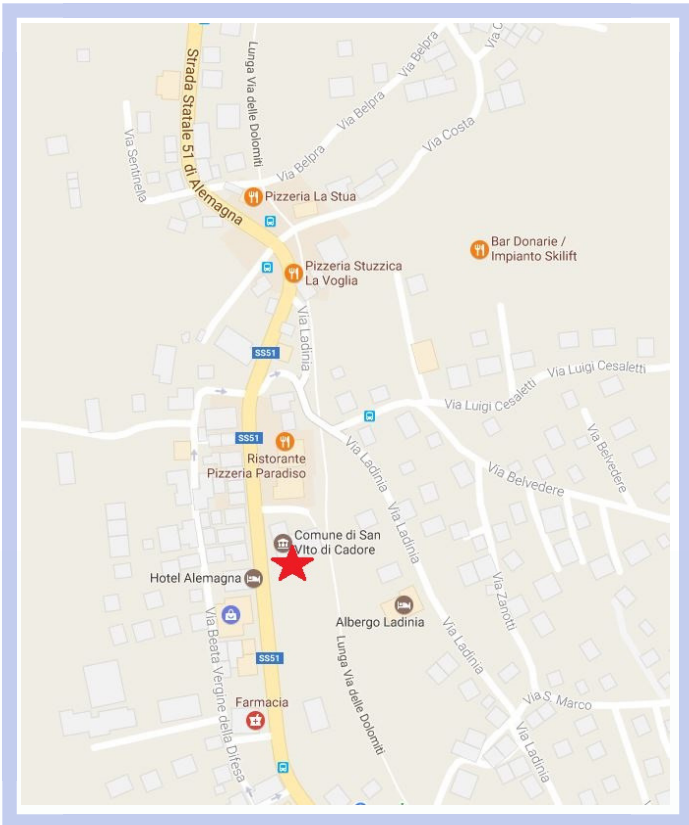 Via Belpra
Via C
Strada Statale 51 di Alemagna
Lunga Via delle Dolomiti
Via Belpra
Via Costa
Via Sentinella
Via Belpra
Pizzeria La Stua
Bar Donarie /
Impianto Skilift
Pizzeria Stuzzica
La Voglia
Via Ladinia
SS51
Via Luigi Cesaletti
Via Luigi Cesaletti
SS51
Ristorante
Pizzeria Paradiso
Via Ladinia
Via Belvedere
Via Belvedere
Via Ladinia
Comune di San
Vito di Cadore
Hotel Alemagna
Via Zanotti
Albergo Ladinia
Via Beata Vergine della Difesa
Via Ladinia
SS51
Lunga Via delle Dolomiti
Farmacia
Via S. Marco
Via Ladinia